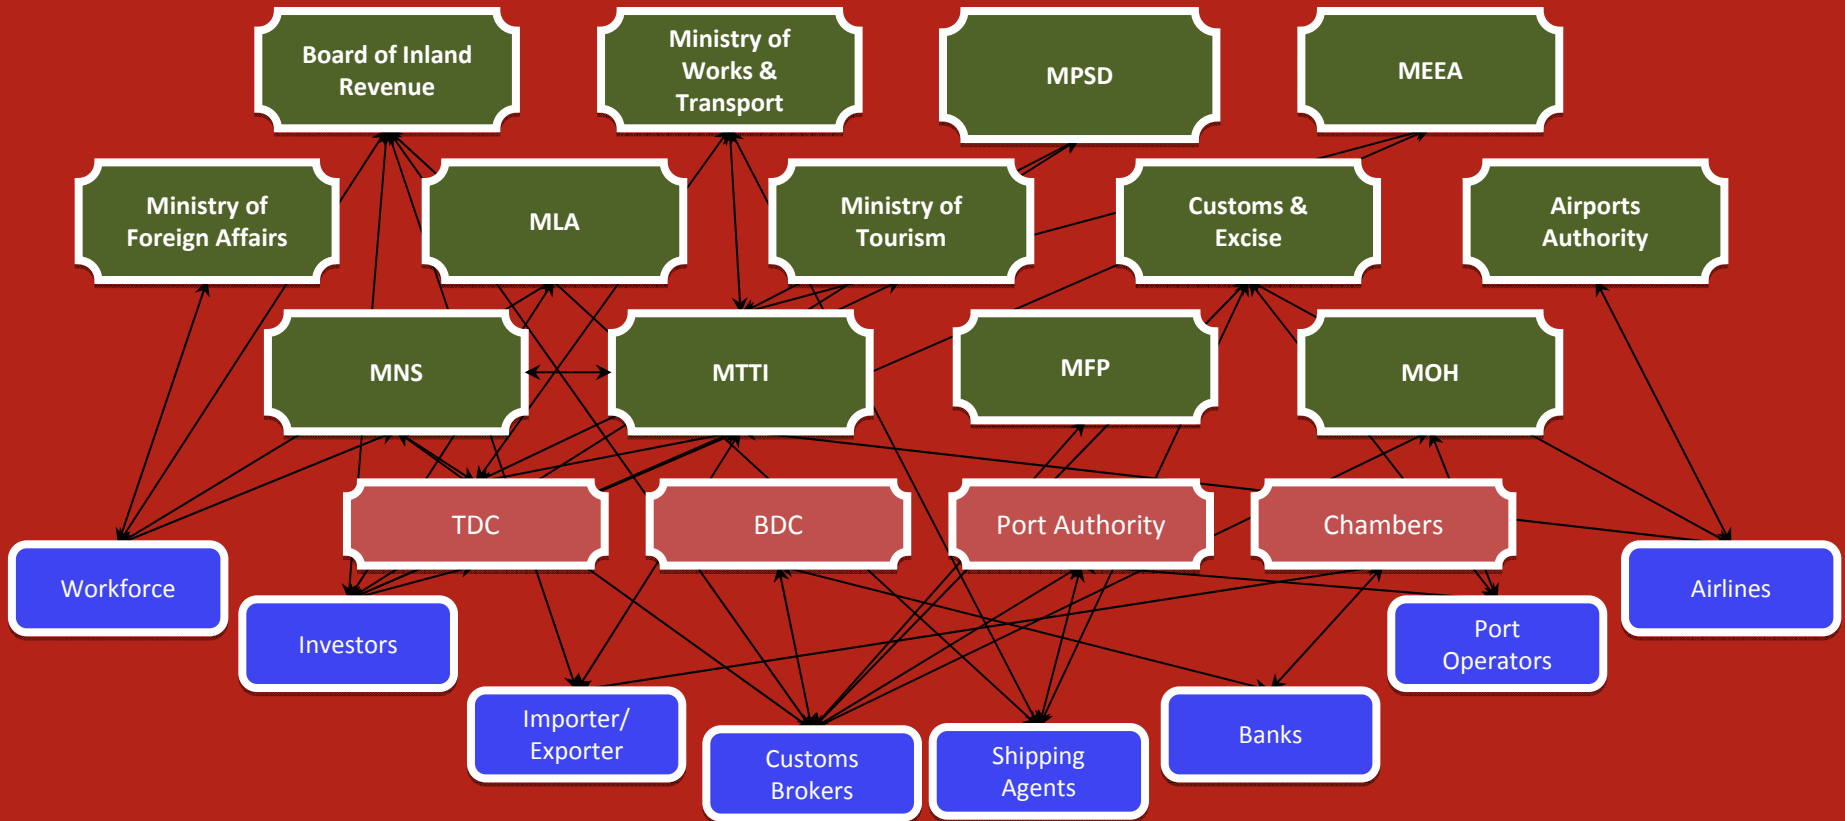 Board of Inland
Revenue
Ministry of
Works &
Transport
MPSD
MEEA
Ministry of
Foreign Affairs
MLA
Ministry of
Tourism
Customs &
Excise
Airports
Authority
MNS
MTTI
MFP
MOH
TDC
BDC
Port Authority
Chambers
Workforce
Investors
Importer/
Exporter
Customs
Brokers
Shipping
Agents
Banks
Port
Operators
Airlines